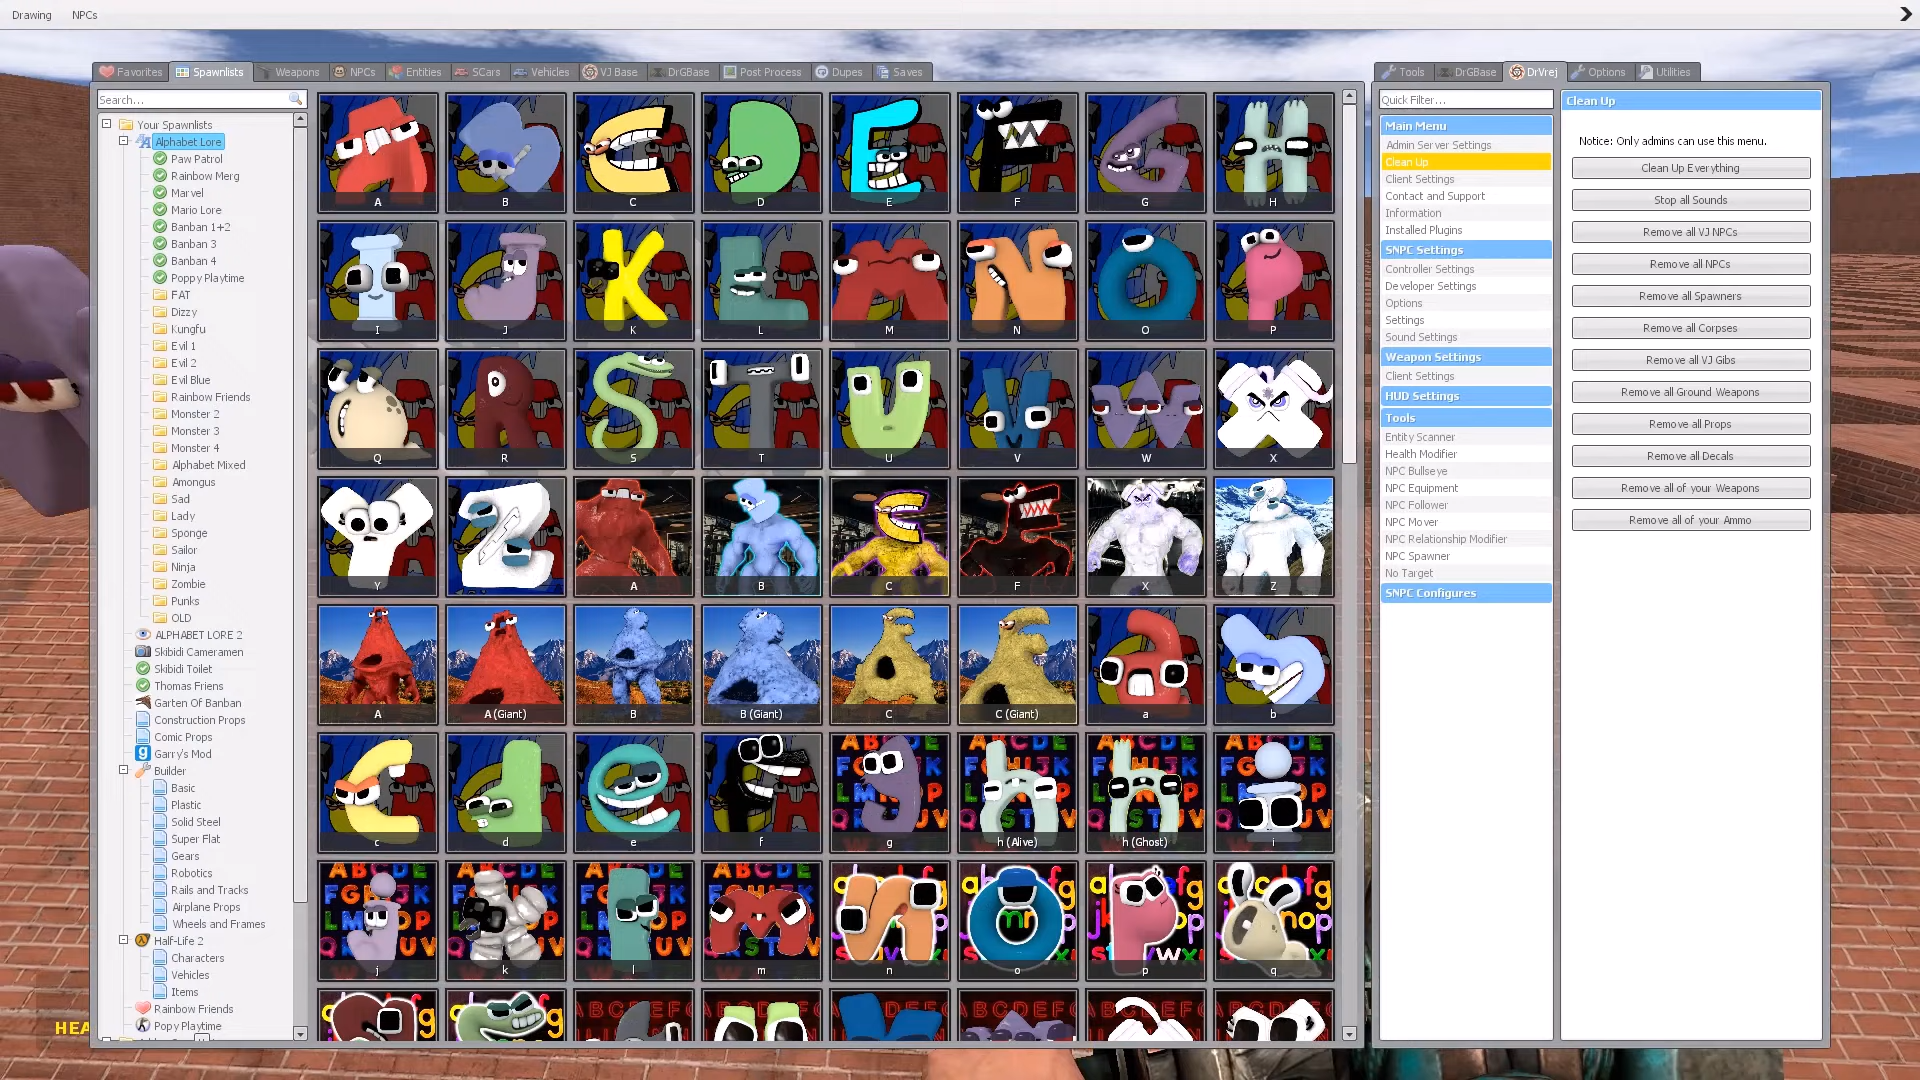 Drawing NPCs
Favorites Spawnlists Weapons NPCs Entities SCars Vehicles VJ Base DrGBase Post Process Dupes Saves
Search...
Your Spawnlists
Alphabet Lore
Paw Patrol
Rainbow Merg
Marvel
Mario Lore
Banban 1+2
Banban 3
Banban 4
Poppy Playtime
FAT
Dizzy
Kungfu
Evil 1
Evil 2
Evil Blue
Rainbow Friends
Monster 2
Monster 3
Monster 4
Alphabet Mixed
Amongus
Sad
Lady
Sponge
Sailor
Ninja
Zombie
Punks
OLD
ALPHABET LORE 2
Skibidi Cameramen
Skibidi Toilet
Thomas Friens
Garten Of Banban
Construction Props
Comic Props
Garry's Mod
Builder
Basic
Plastic
Solid Steel
Super Flat
Gears
Robotics
Rails and Tracks
Airplane Props
Wheels and Frames
Half-Life 2
Characters
Vehicles
Items
Rainbow Friends
Popy Playtime
HEA
A B C D E F G H
I J K L M N O P
Q R S T U V W X
Y Z A B C F X Z
A A (Giant) B B (Giant) C C (Giant) a b
c d e f g h (Alive) h (Ghost) i
j k l m n o p q
Tools DrGBase DrVrej Options Utilities
Quick Filter...
Main Menu
Admin Server Settings
Clean Up
Client Settings
Contact and Support
Information
Installed Plugins
SNPC Settings
Controller Settings
Developer Settings
Options
Settings
Sound Settings
Weapon Settings
Client Settings
HUD Settings
Tools
Entity Scanner
Health Modifier
NPC Bullseye
NPC Equipment
NPC Follower
NPC Mover
NPC Relationship Modifier
NPC Spawner
No Target
SNPC Configures
Clean Up
Notice: Only admins can use this menu.
Clean Up Everything
Stop all Sounds
Remove all VJ NPCs
Remove all NPCs
Remove all Spawners
Remove all Corpses
Remove all VJ Gibs
Remove all Ground Weapons
Remove all Props
Remove all Decals
Remove all of your Weapons
Remove all of your Ammo